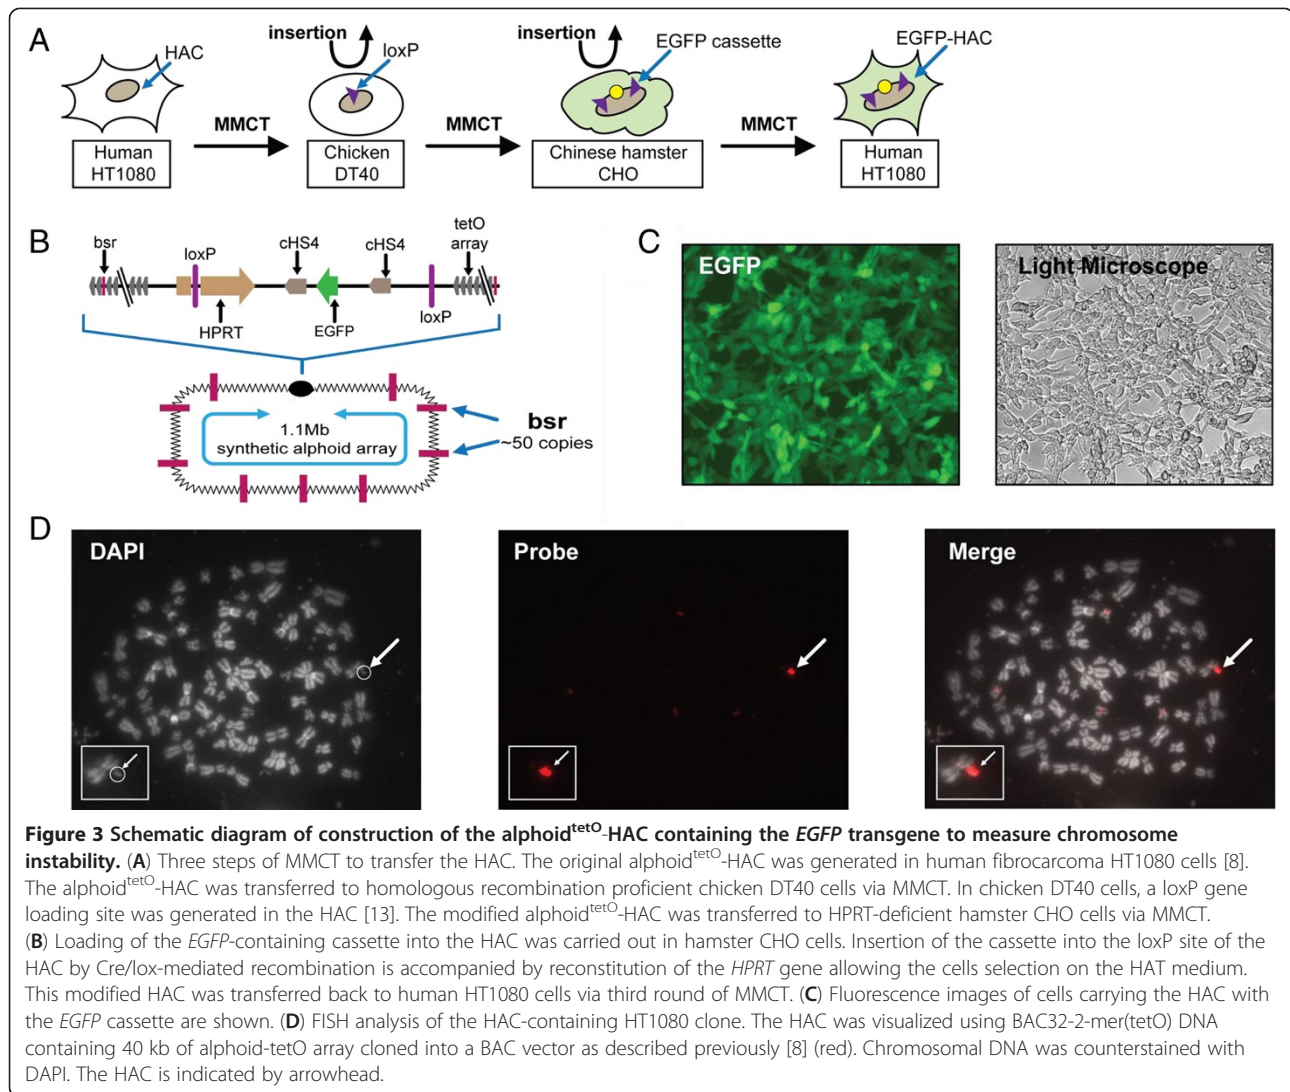 A
HAC
insertion
loxP
insertion
EGFP cassette
EGFP-HAC
MMCT
MMCT
MMCT
Human
HT1080
Chicken
DT40
Chinese hamster
CHO
Human
HT1080
B
bsr
loxP
cHS4
cHS4
tetO
array
HPRT
EGFP
loxP
1.1Mb
synthetic alphoid array
bsr
~50 copies
C
EGFP
Light Microscope
D
DAPI
Probe
Merge
Figure 3 Schematic diagram of construction of the alphoid^tetO-HAC containing the EGFP transgene to measure chromosome
instability. (A) Three steps of MMCT to transfer the HAC. The original alphoid^tetO-HAC was generated in human fibrocarcoma HT1080 cells [8].
The alphoid^tetO-HAC was transferred to homologous recombination proficient chicken DT40 cells via MMCT. In chicken DT40 cells, a loxP gene
loading site was generated in the HAC [13]. The modified alphoid^tetO-HAC was transferred to HPRT-deficient hamster CHO cells via MMCT.
(B) Loading of the EGFP-containing cassette into the HAC was carried out in hamster CHO cells. Insertion of the cassette into the loxP site of the
HAC by Cre/lox-mediated recombination is accompanied by reconstitution of the HPRT gene allowing the cells selection on the HAT medium.
This modified HAC was transferred back to human HT1080 cells via third round of MMCT. (C) Fluorescence images of cells carrying the HAC with
the EGFP cassette are shown. (D) FISH analysis of the HAC-containing HT1080 clone. The HAC was visualized using BAC32-2-mer(tetO) DNA
containing 40 kb of alphoid-tetO array cloned into a BAC vector as described previously [8] (red). Chromosomal DNA was counterstained with
DAPI. The HAC is indicated by arrowhead.